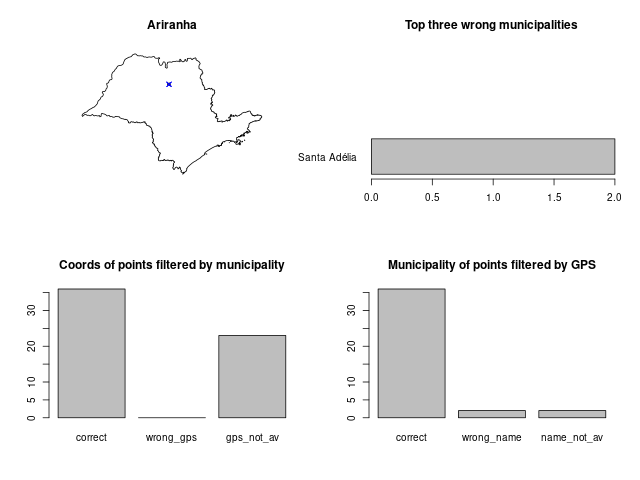 Ariranha
Top three wrong municipalities
Santa Adélia
0.0 0.5 1.0 1.5 2.0
Coords of points filtered by municipality
0 5 10 20 30
correct wrong_gps gps_not_av
Municipality of points filtered by GPS
0 5 10 20 30
correct wrong_name name_not_av